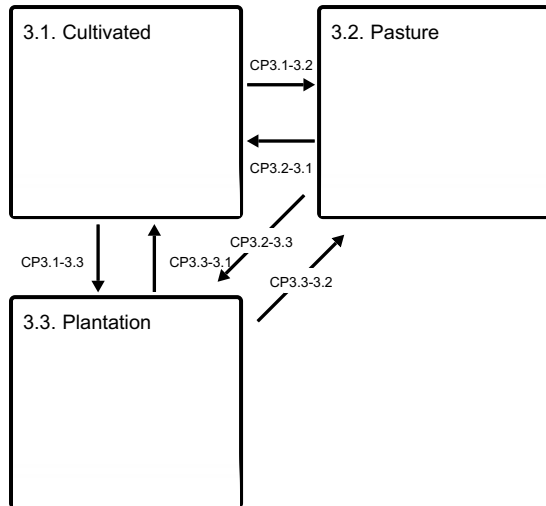 3.1. Cultivated
3.2. Pasture
CP3.1-3.2
CP3.2-3.1
CP3.2-3.3
CP3.1-3.3
CP3.3-3.1
CP3.3-3.2
3.3. Plantation